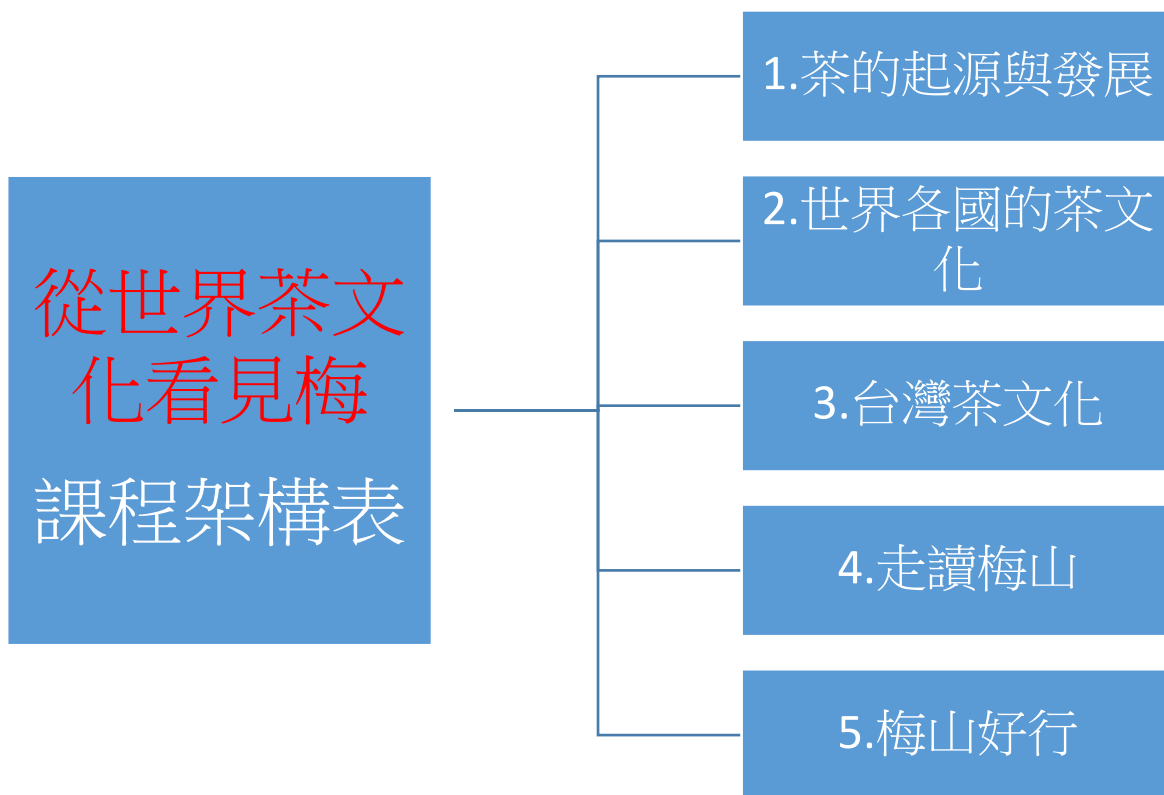 從世界茶文
化看見梅
課程架構表
1.茶的起源與發展
2.世界各國的茶文
化
3.台灣茶文化
4.走讀梅山
5.梅山好行